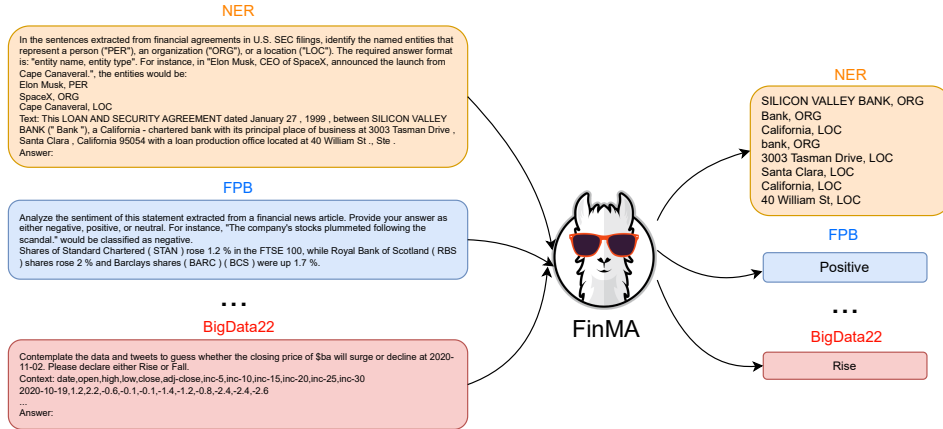 NER
In the sentences extracted from financial agreements in U.S. SEC filings, identify the named entities that
represent a person ("PER"), an organization ("ORG"), or a location ("LOC"). The required answer format
is: "entity name, entity type". For instance, in "Elon Musk, CEO of SpaceX, announced the launch from
Cape Canaveral.", the entities would be:
Elon Musk, PER
SpaceX, ORG
Cape Canaveral, LOC
Text: This LOAN AND SECURITY AGREEMENT dated January 27 , 1999 , between SILICON VALLEY
BANK (" Bank "), a California - chartered bank with its principal place of business at 3003 Tasman Drive ,
Santa Clara , California 95054 with a loan production office located at 40 William St ., Ste .
Answer:
FPB
Analyze the sentiment of this statement extracted from a financial news article. Provide your answer as
either negative, positive, or neutral. For instance, "The company's stocks plummeted following the
scandal." would be classified as negative.
Shares of Standard Chartered ( STAN ) rose 1.2 % in the FTSE 100, while Royal Bank of Scotland ( RBS
) shares rose 2 % and Barclays shares ( BARC ) ( BCS ) were up 1.7 %.
...
BigData22
Contemplate the data and tweets to guess whether the closing price of $ba will surge or decline at 2020-
11-02. Please declare either Rise or Fall.
Context: date,open,high,low,close,adj-close,inc-5,inc-10,inc-15,inc-20,inc-25,inc-30
2020-10-19,1.2,2.2,-0.6,-0.1,-0.1,-1.4,-1.2,-0.8,-2.4,-2.4,-2.6
...
Answer:
FinMA
NER
SILICON VALLEY BANK, ORG
Bank, ORG
California, LOC
bank, ORG
3003 Tasman Drive, LOC
Santa Clara, LOC
California, LOC
40 William St, LOC
FPB
Positive
...
BigData22
Rise